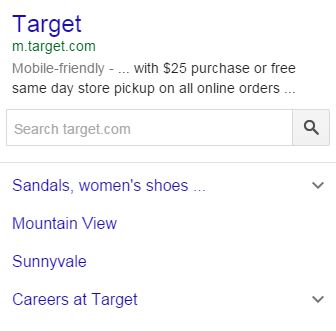 Target
m.target.com
Mobile-friendly - ... with $25 purchase or free
same day store pickup on all online orders ...
Search target.com
Sandals, women's shoes ...
Mountain View
Sunnyvale
Careers at Target